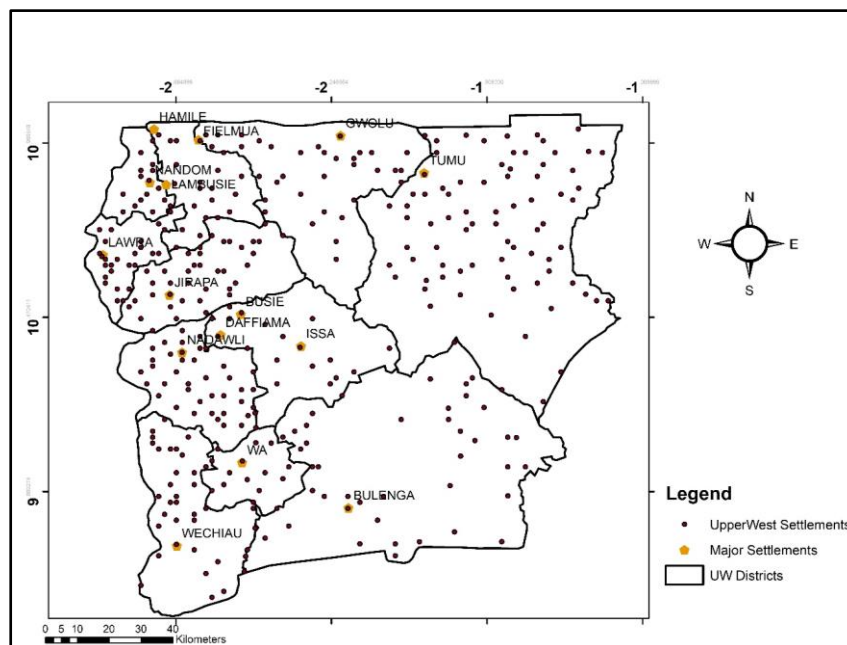 -2 -2 -1 -1
HAMILE
FIELMUA
GWOLU
10
TUMU
NANDOM
LAMBUSIE
LAWRA
JIRAPA
BUSIE
10
DAFFIAMA
ISSA
NADAWLI
WA
9
BULENGA
WECHIAU
N
W E
S
Legend
UpperWest Settlements
Major Settlements
UW Districts
0 5 10 20 30 40
Kilometers